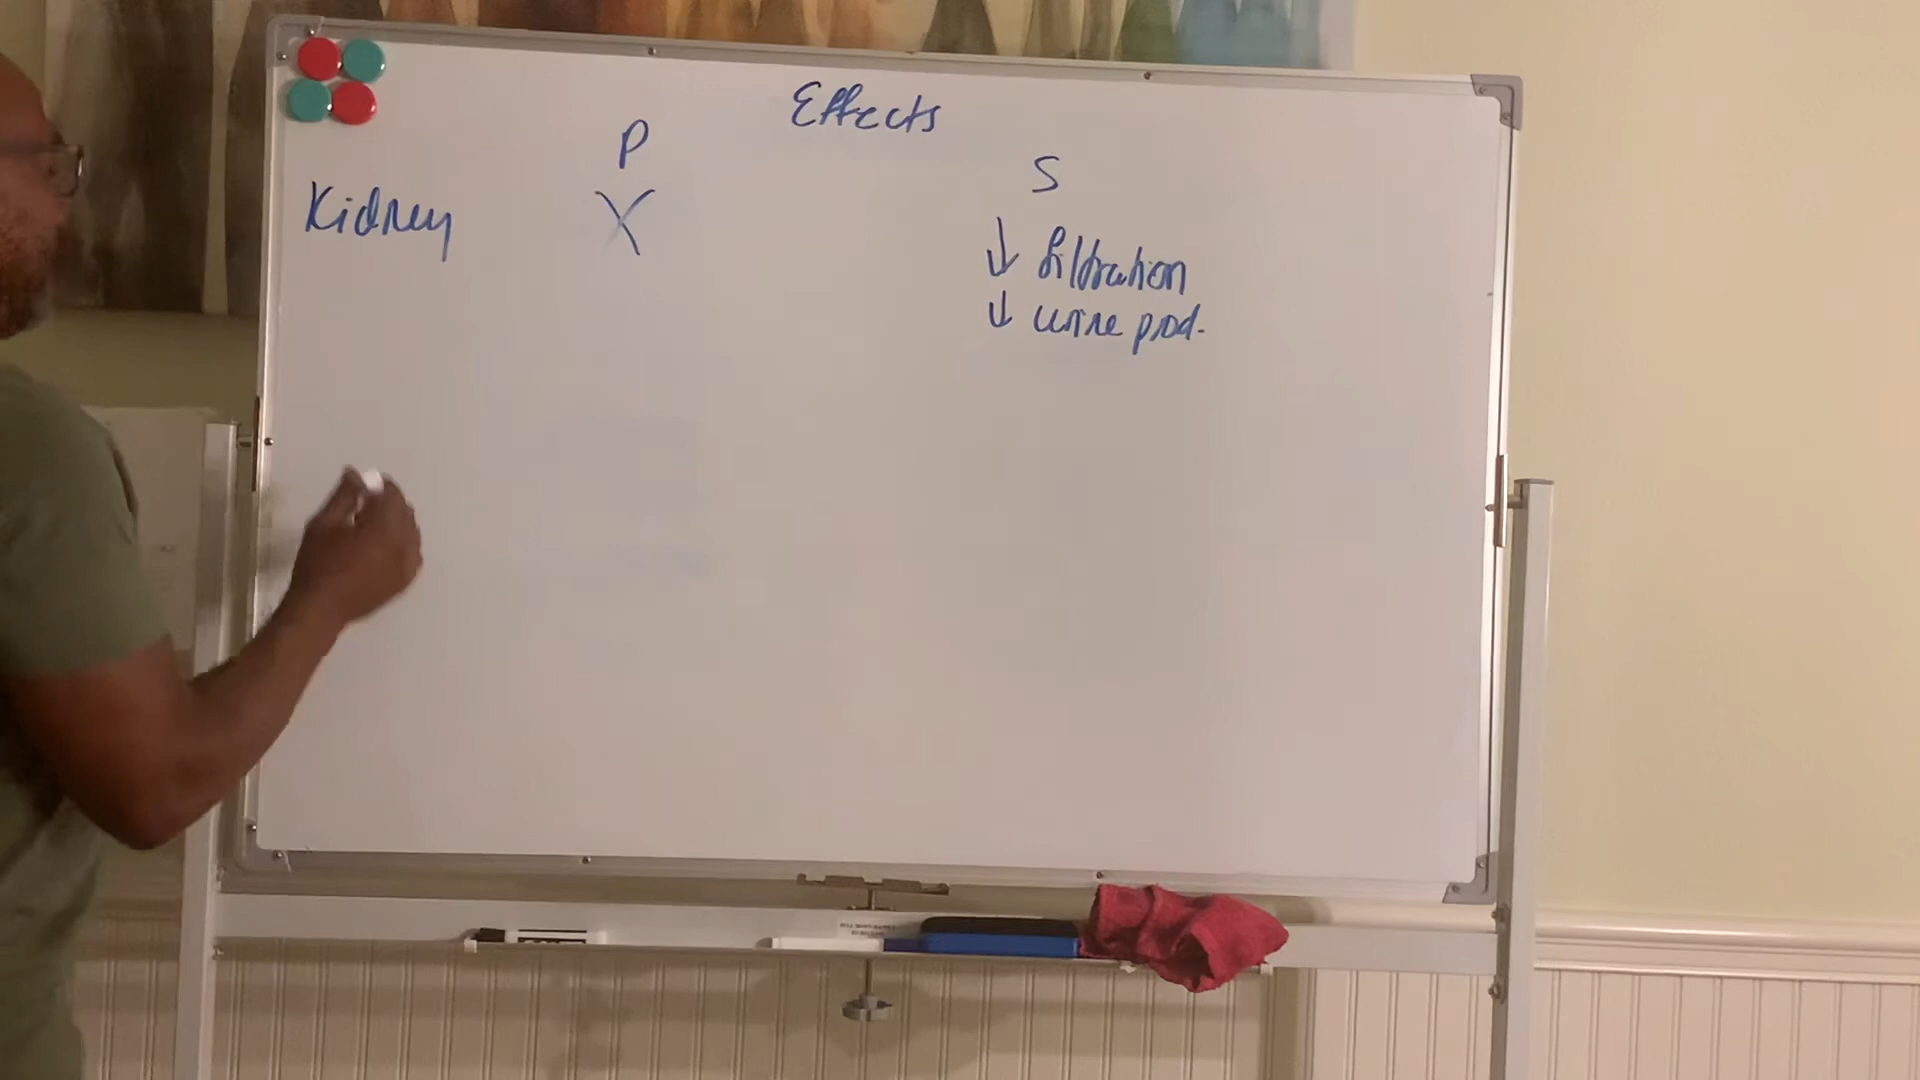 Effects
P
S
Kidney
X
↓ filtration
↓ urine prod.